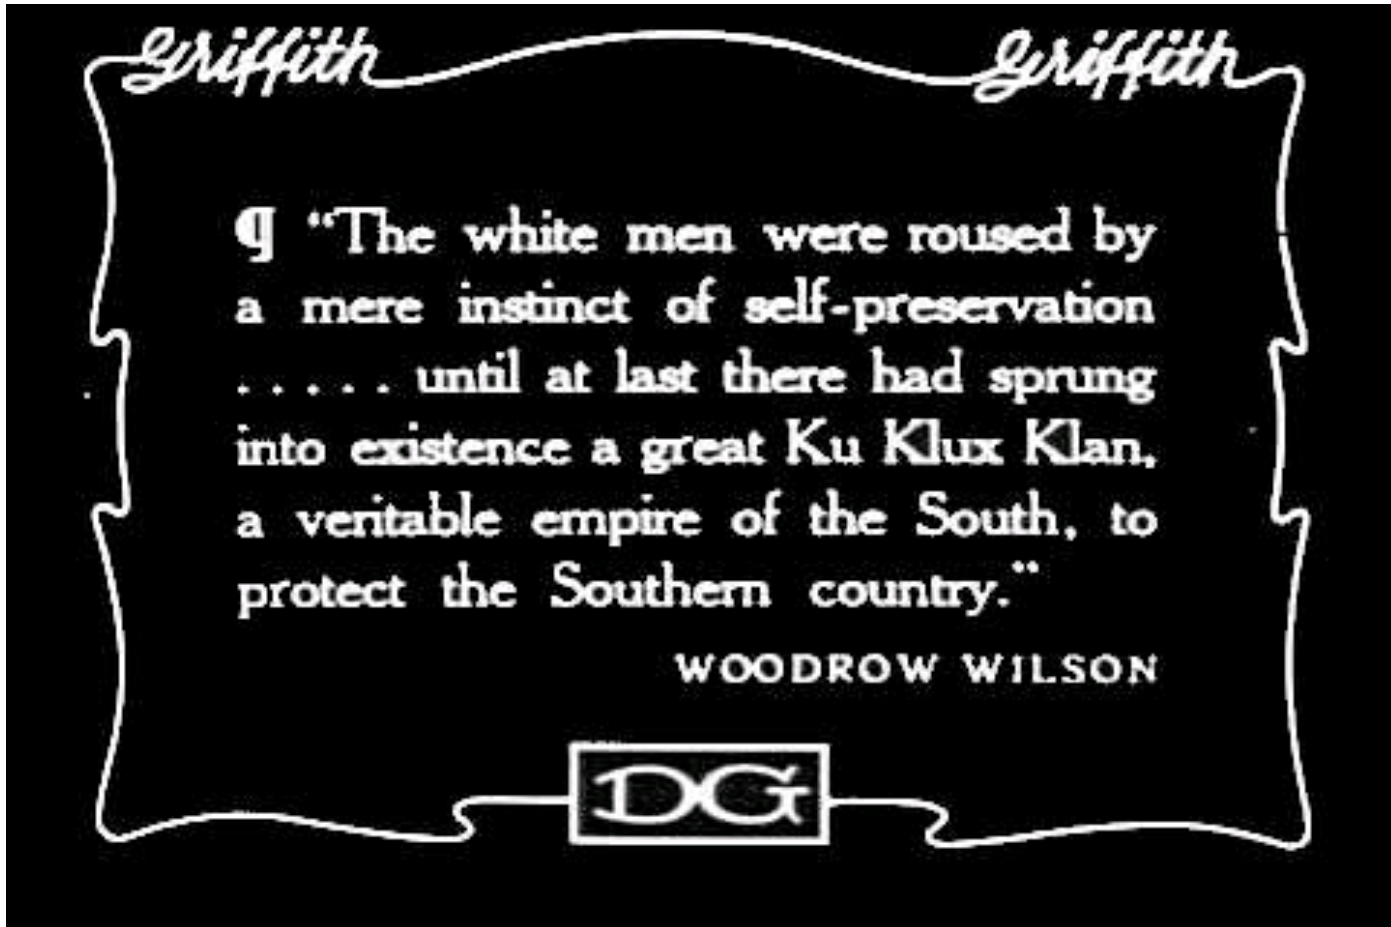 Griffith Griffith
¶ “The white men were roused by
a mere instinct of self-preservation
. . . . . until at last there had sprung
into existence a great Ku Klux Klan,
a veritable empire of the South, to
protect the Southern country.”
WOODROW WILSON
DG